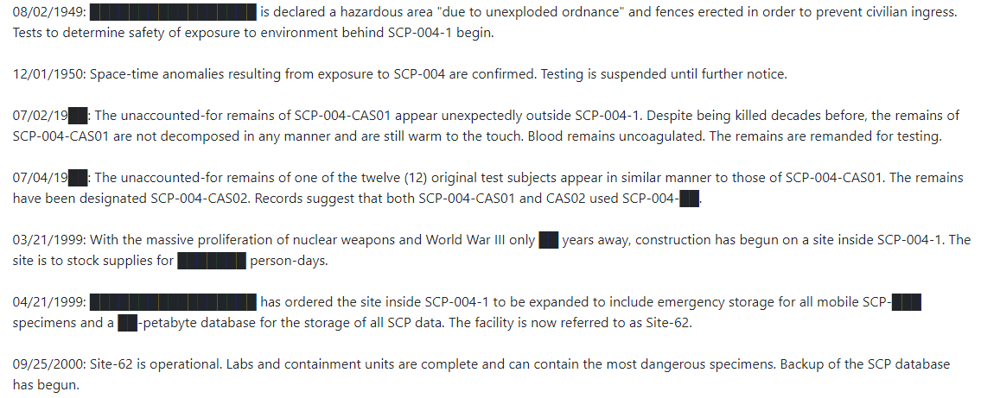 08/02/1949: ██████████████████ is declared a hazardous area "due to unexploded ordnance" and fences erected in order to prevent civilian ingress.
Tests to determine safety of exposure to environment behind SCP-004-1 begin.
12/01/1950: Space-time anomalies resulting from exposure to SCP-004 are confirmed. Testing is suspended until further notice.
07/02/19██: The unaccounted-for remains of SCP-004-CAS01 appear unexpectedly outside SCP-004-1. Despite being killed decades before, the remains of
SCP-004-CAS01 are not decomposed in any manner and are still warm to the touch. Blood remains uncoagulated. The remains are remanded for testing.
07/04/19██: The unaccounted-for remains of one of the twelve (12) original test subjects appear in similar manner to those of SCP-004-CAS01. The remains
have been designated SCP-004-CAS02. Records suggest that both SCP-004-CAS01 and CAS02 used SCP-004-██.
03/21/1999: With the massive proliferation of nuclear weapons and World War III only ██ years away, construction has begun on a site inside SCP-004-1. The
site is to stock supplies for ███████ person-days.
04/21/1999: ██████████████████ has ordered the site inside SCP-004-1 to be expanded to include emergency storage for all mobile SCP-███
specimens and a ██-petabyte database for the storage of all SCP data. The facility is now referred to as Site-62.
09/25/2000: Site-62 is operational. Labs and containment units are complete and can contain the most dangerous specimens. Backup of the SCP database
has begun.